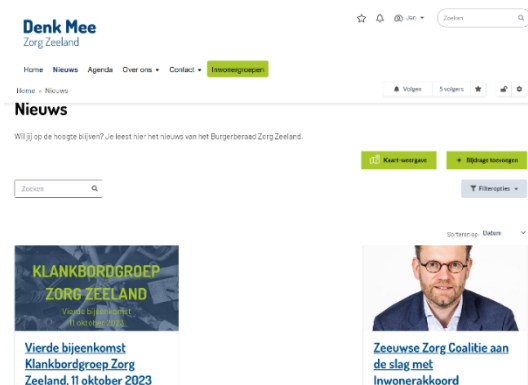 Denk Mee
Zorg Zeeland
Jan
Zoeken
Home Nieuws Agenda Over ons Contact Inwonergroepen
Home > Nieuws
Volgen 5 volgers
Nieuws
Wil jij op de hoogte blijven? Je leest hier het nieuws van het Burgerberaad Zorg Zeeland.
Kaart-weergave + Bijdrage toevoegen
Zoeken
Filteropties
Sorteren op: Datum
KLANKBORDGROEP
ZORG ZEELAND
Vierde bijeenkomst
11 oktober 2023
Vierde bijeenkomst
Klankbordgroep Zorg
Zeeland, 11 oktober 2023
Zeeuwse Zorg Coalitie aan
de slag met
Inwonerakkoord